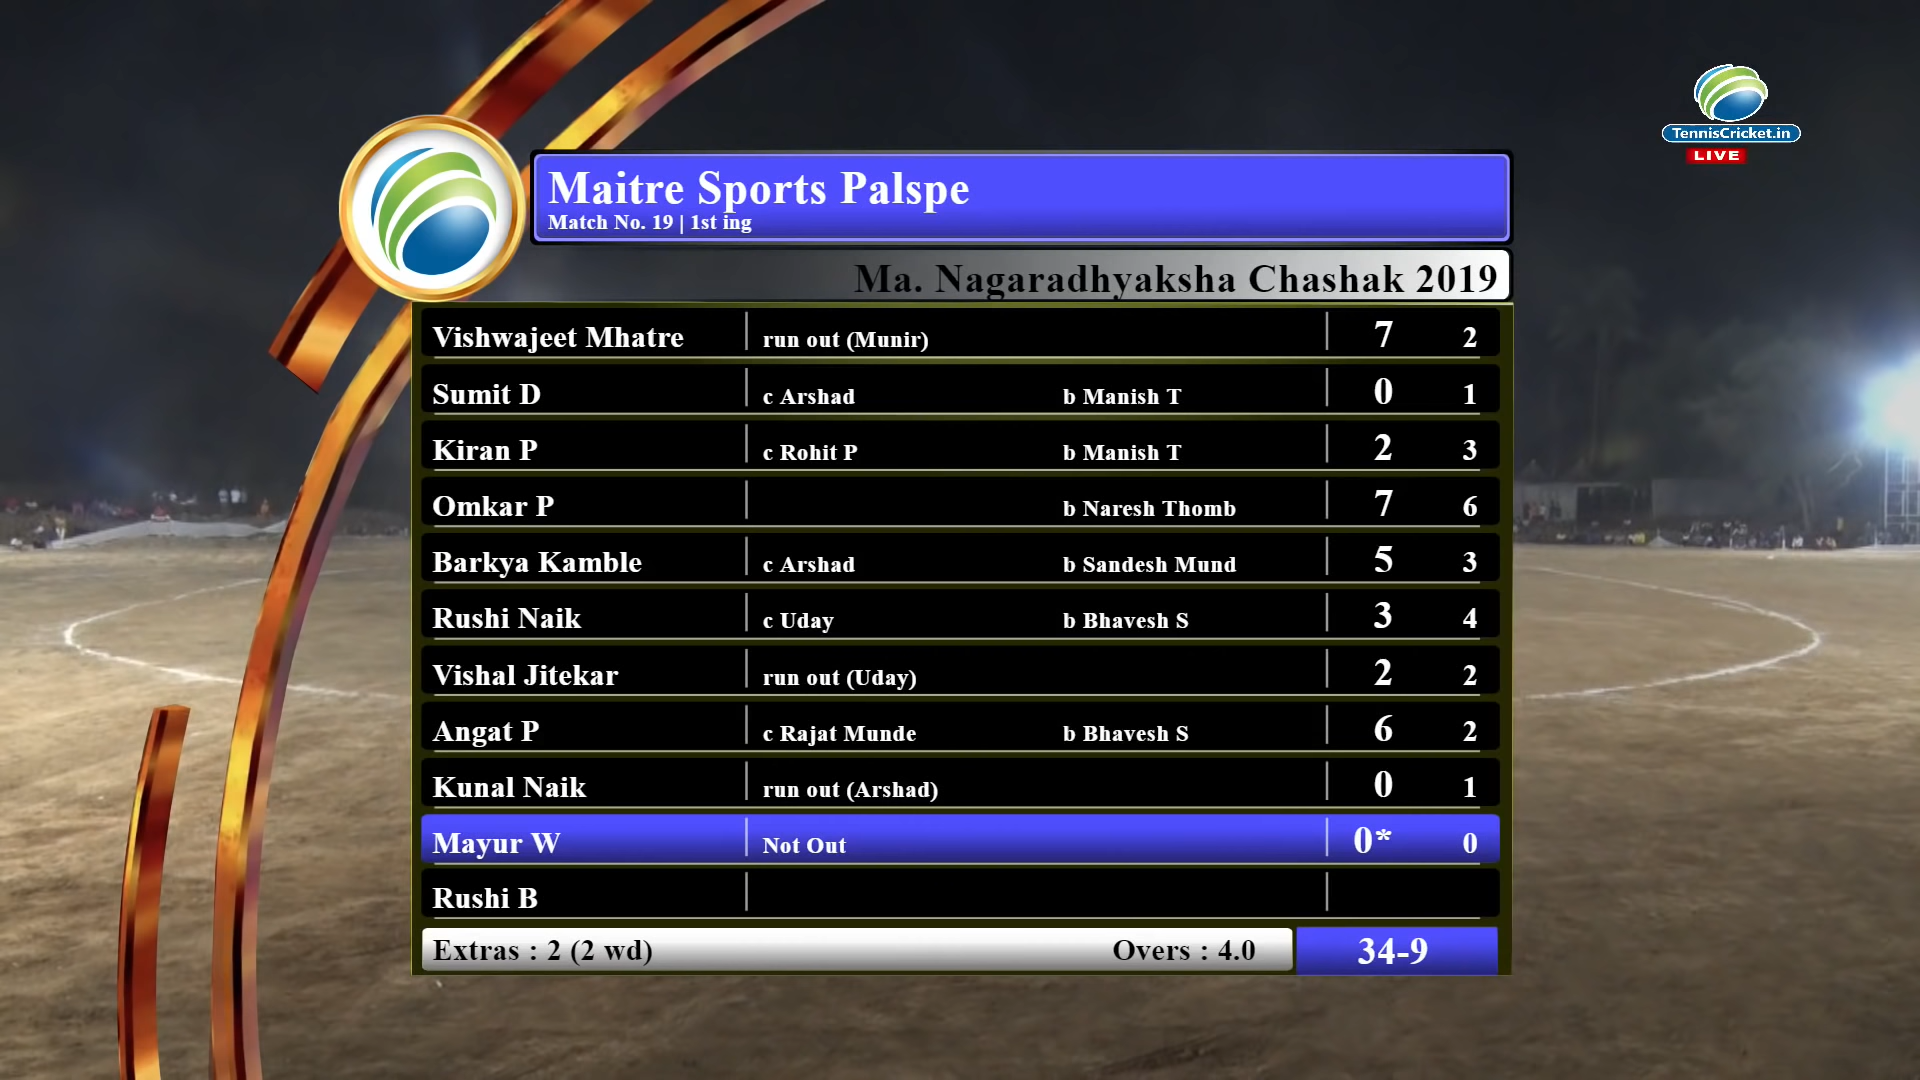 TennisCricket.in
LIVE
Maitre Sports Palspe
Match No. 19 | 1st ing
Ma. Nagaradhyaksha Chashak 2019
Vishwajeet Mhatre run out (Munir) 7 2
Sumit D c Arshad b Manish T 0 1
Kiran P c Rohit P b Manish T 2 3
Omkar P b Naresh Thomb 7 6
Barkya Kamble c Arshad b Sandesh Mund 5 3
Rushi Naik c Uday b Bhavesh S 3 4
Vishal Jitekar run out (Uday) 2 2
Angat P c Rajat Munde b Bhavesh S 6 2
Kunal Naik run out (Arshad) 0 1
Mayur W Not Out 0* 0
Rushi B
Extras : 2 (2 wd) Overs : 4.0 34-9